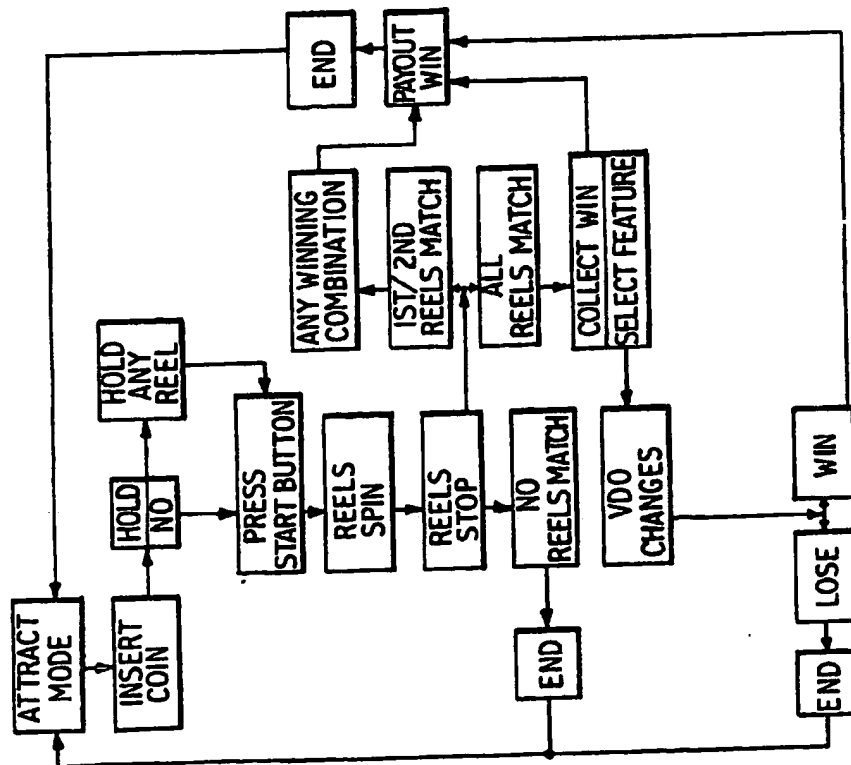 ATTRACT
MODE
INSERT
COIN
HOLD
NO
HOLD
ANY
REEL
PRESS
START BUTTON
REELS
SPIN
REELS
STOP
NO
REELS MATCH
END
1ST/2ND
REELS MATCH
ANY WINNING
COMBINATION
ALL
REELS MATCH
COLLECT WIN
SELECT FEATURE
PAYOUT
WIN
END
VDO
CHANGES
WIN
LOSE
END